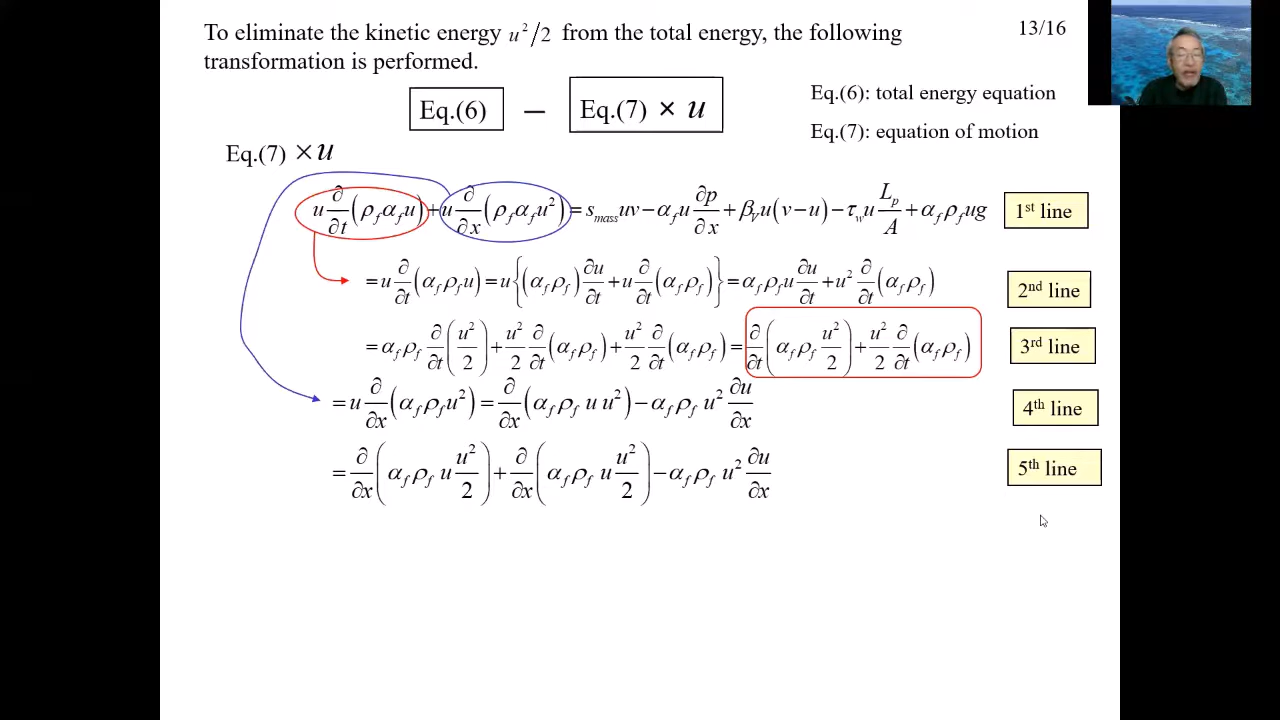 To eliminate the kinetic energy u²/2 from the total energy, the following
13/16
transformation is performed.
Eq.(6) − Eq.(7) × u
Eq.(6): total energy equation
Eq.(7): equation of motion
Eq.(7) × u
u ∂/∂t (ρ_f α_f u) + u ∂/∂x (ρ_f α_f u²) = s_mass uv − α_f u ∂p/∂x + β_V u(v − u) − τ_w u L_p/A + α_f ρ_f ug
1st line
= u ∂/∂t (α_f ρ_f u) = u { (α_f ρ_f) ∂u/∂t + u ∂/∂t (α_f ρ_f) } = α_f ρ_f u ∂u/∂t + u² ∂/∂t (α_f ρ_f)
2nd line
= α_f ρ_f ∂/∂t (u²/2) + u²/2 ∂/∂t (α_f ρ_f) + u²/2 ∂/∂t (α_f ρ_f) = ∂/∂t (α_f ρ_f u²/2) + u²/2 ∂/∂t (α_f ρ_f)
3rd line
= u ∂/∂x (α_f ρ_f u²) = ∂/∂x (α_f ρ_f u u²) − α_f ρ_f u² ∂u/∂x
4th line
= ∂/∂x (α_f ρ_f u u²/2) + ∂/∂x (α_f ρ_f u u²/2) − α_f ρ_f u² ∂u/∂x
5th line